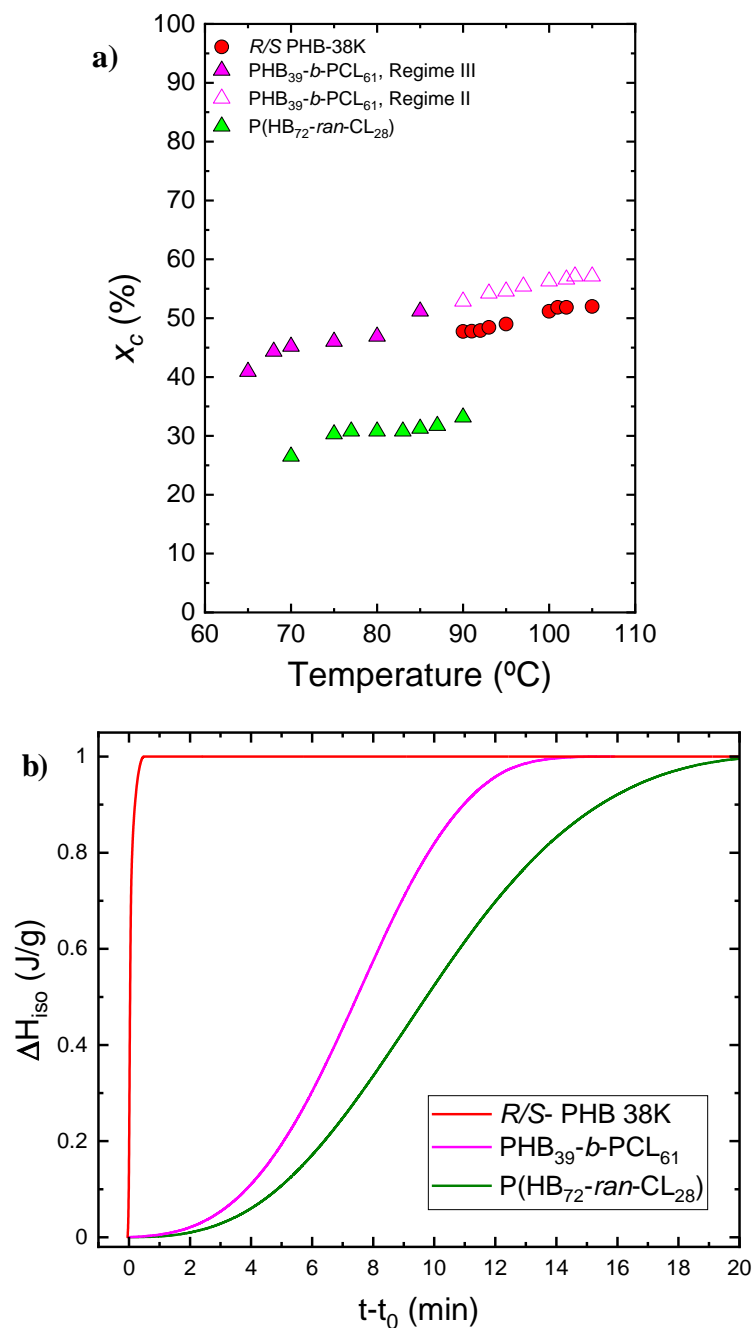 a)
R/S PHB-38K
PHB39-b-PCL61, Regime III
PHB39-b-PCL61, Regime II
P(HB72-ran-CL28)
100
90
80
70
60
50
40
30
20
10
0
xc (%)
60 70 80 90 100 110
Temperature (ºC)
b)
1
0.8
0.6
0.4
0.2
0
ΔHiso (J/g)
R/S- PHB 38K
PHB39-b-PCL61
P(HB72-ran-CL28)
0 2 4 6 8 10 12 14 16 18 20
t-t0 (min)